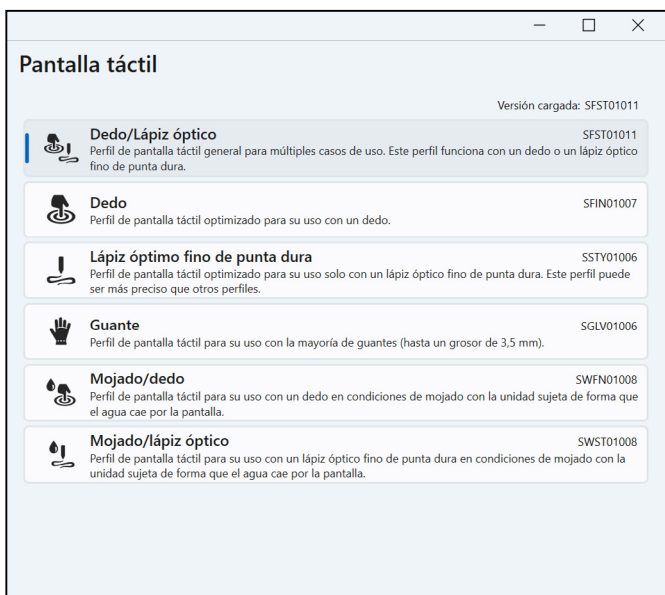 Pantalla táctil
Versión cargada: SFST01011
Dedo/Lápiz óptico SFST01011
Perfil de pantalla táctil general para múltiples casos de uso. Este perfil funciona con un dedo o un lápiz óptico
fino de punta dura.
Dedo SFIN01007
Perfil de pantalla táctil optimizado para su uso con un dedo.
Lápiz óptimo fino de punta dura SSTY01006
Perfil de pantalla táctil optimizado para su uso solo con un lápiz óptico fino de punta dura. Este perfil puede
ser más preciso que otros perfiles.
Guante SGLV01006
Perfil de pantalla táctil para su uso con la mayoría de guantes (hasta un grosor de 3,5 mm).
Mojado/dedo SWFN01008
Perfil de pantalla táctil para su uso con un dedo en condiciones de mojado con la unidad sujeta de forma que
el agua cae por la pantalla.
Mojado/lápiz óptico SWST01008
Perfil de pantalla táctil para su uso con un lápiz óptico fino de punta dura en condiciones de mojado con la
unidad sujeta de forma que el agua cae por la pantalla.